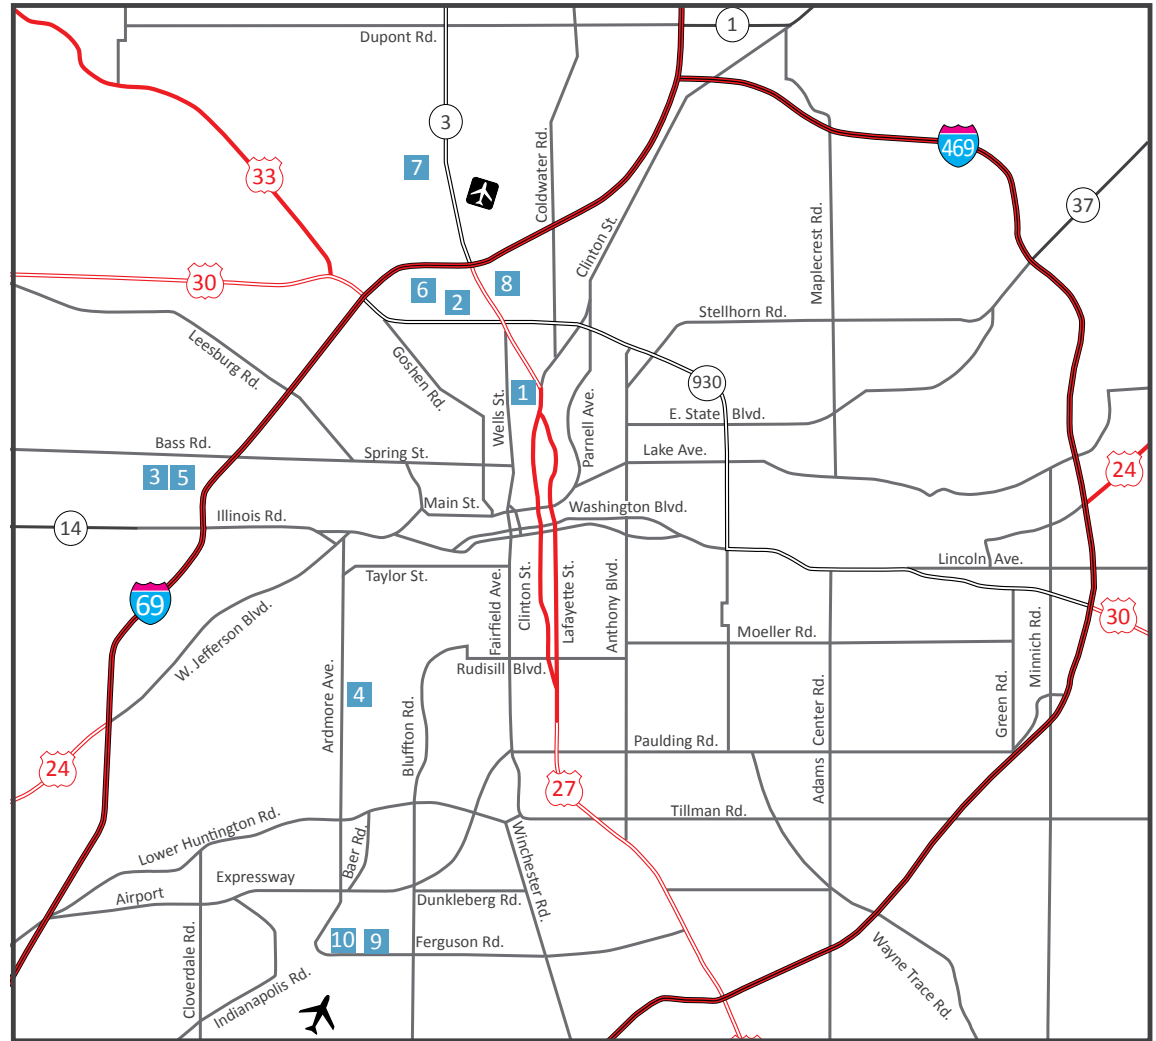 1
Dupont Rd.
3
469
7
33
Coldwater Rd.
37
Clinton St.
Maplecrest Rd.
30
6
2
8
Stellhorn Rd.
Leesburg Rd.
Goshen Rd.
930
1
Wells St.
Parnell Ave.
E. State Blvd.
Bass Rd.
Spring St.
Lake Ave.
24
3
5
Main St.
Washington Blvd.
14
Illinois Rd.
Lincoln Ave.
Taylor St.
69
Fairfield Ave.
Clinton St.
Lafayette St.
Anthony Blvd.
30
W. Jefferson Blvd.
Moeller Rd.
Minnich Rd.
Rudisill Blvd.
4
Ardmore Ave.
Bluffton Rd.
Green Rd.
Adams Center Rd.
Paulding Rd.
24
27
Tillman Rd.
Lower Huntington Rd.
Baer Rd.
Winchester Rd.
Airport Expressway
Dunkleberg Rd.
10
9
Ferguson Rd.
Cloverdale Rd.
Indianapolis Rd.
Wayne Trace Rd.